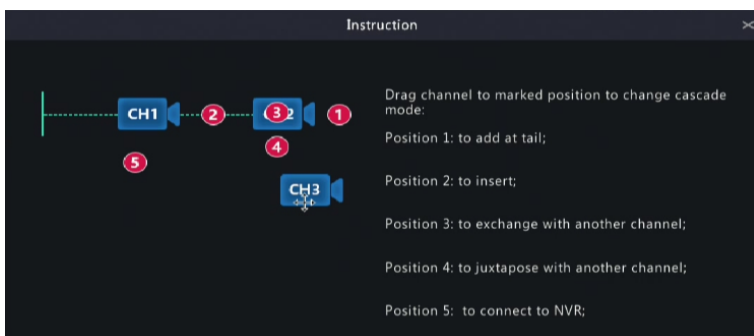 Instruction
Drag channel to marked position to change cascade
mode:
CH1
2
3
2
1
Position 1: to add at tail;
4
5
Position 2: to insert;
CH3
Position 3: to exchange with another channel;
Position 4: to juxtapose with another channel;
Position 5: to connect to NVR;